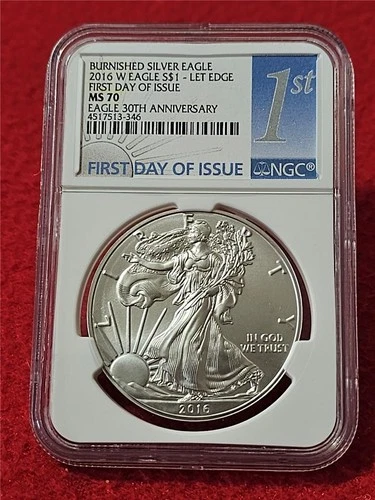 BURNISHED SILVER EAGLE
2016 W EAGLE S$1 - LET EDGE
FIRST DAY OF ISSUE
MS 70
EAGLE 30TH ANNIVERSARY
4517513-346
1st
FIRST DAY OF ISSUE
NGC®
LIBERTY
IN GOD
WE TRUST
2016